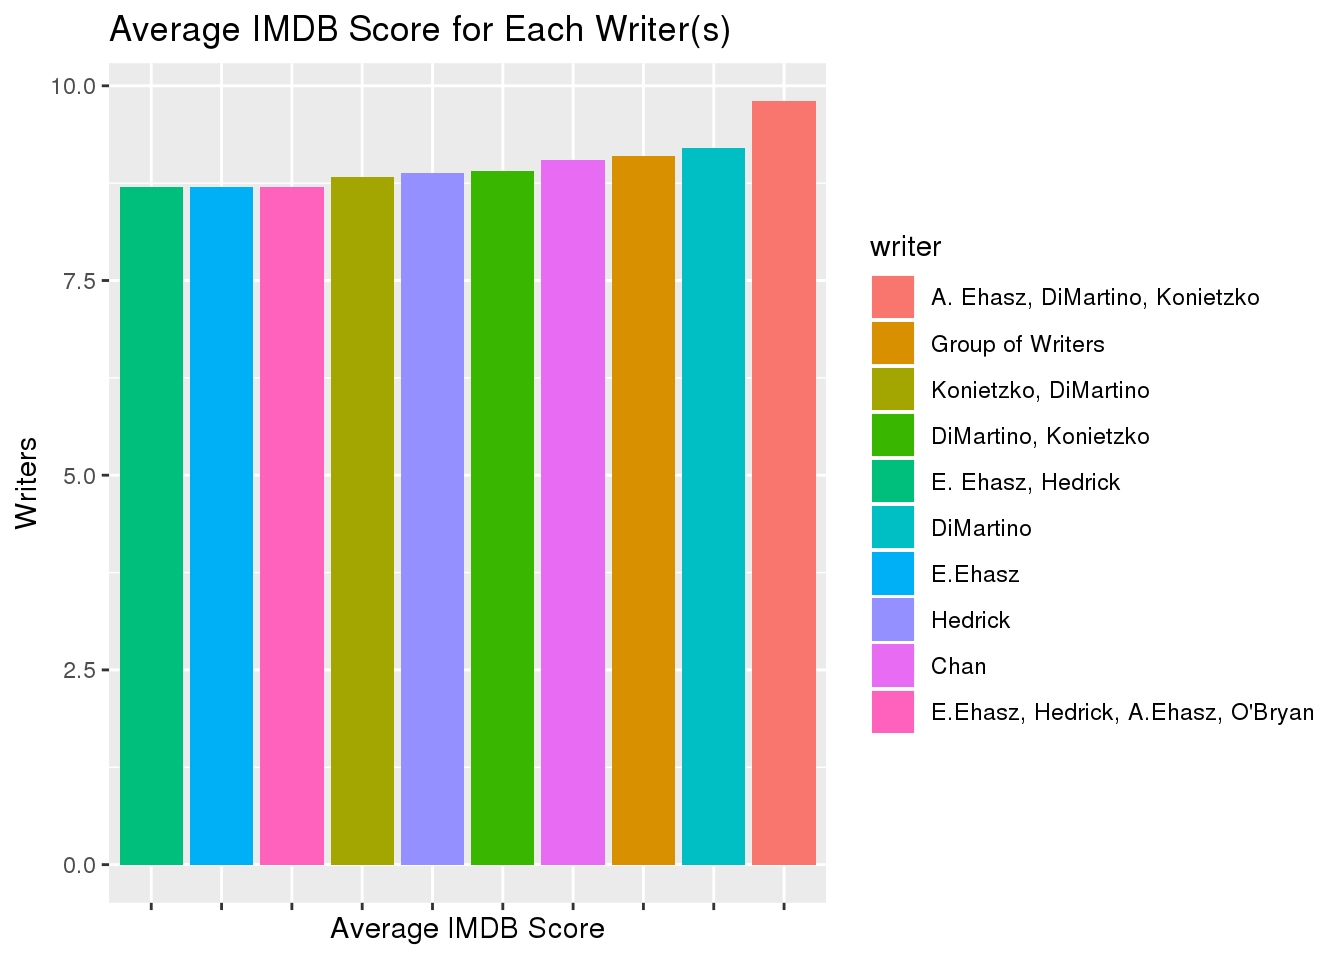 Average IMDB Score for Each Writer(s)
10.0
7.5
5.0
2.5
0.0
Writers
Average IMDB Score
writer
A. Ehasz, DiMartino, Konietzko
Group of Writers
Konietzko, DiMartino
DiMartino, Konietzko
E. Ehasz, Hedrick
DiMartino
E.Ehasz
Hedrick
Chan
E.Ehasz, Hedrick, A.Ehasz, O'Bryan